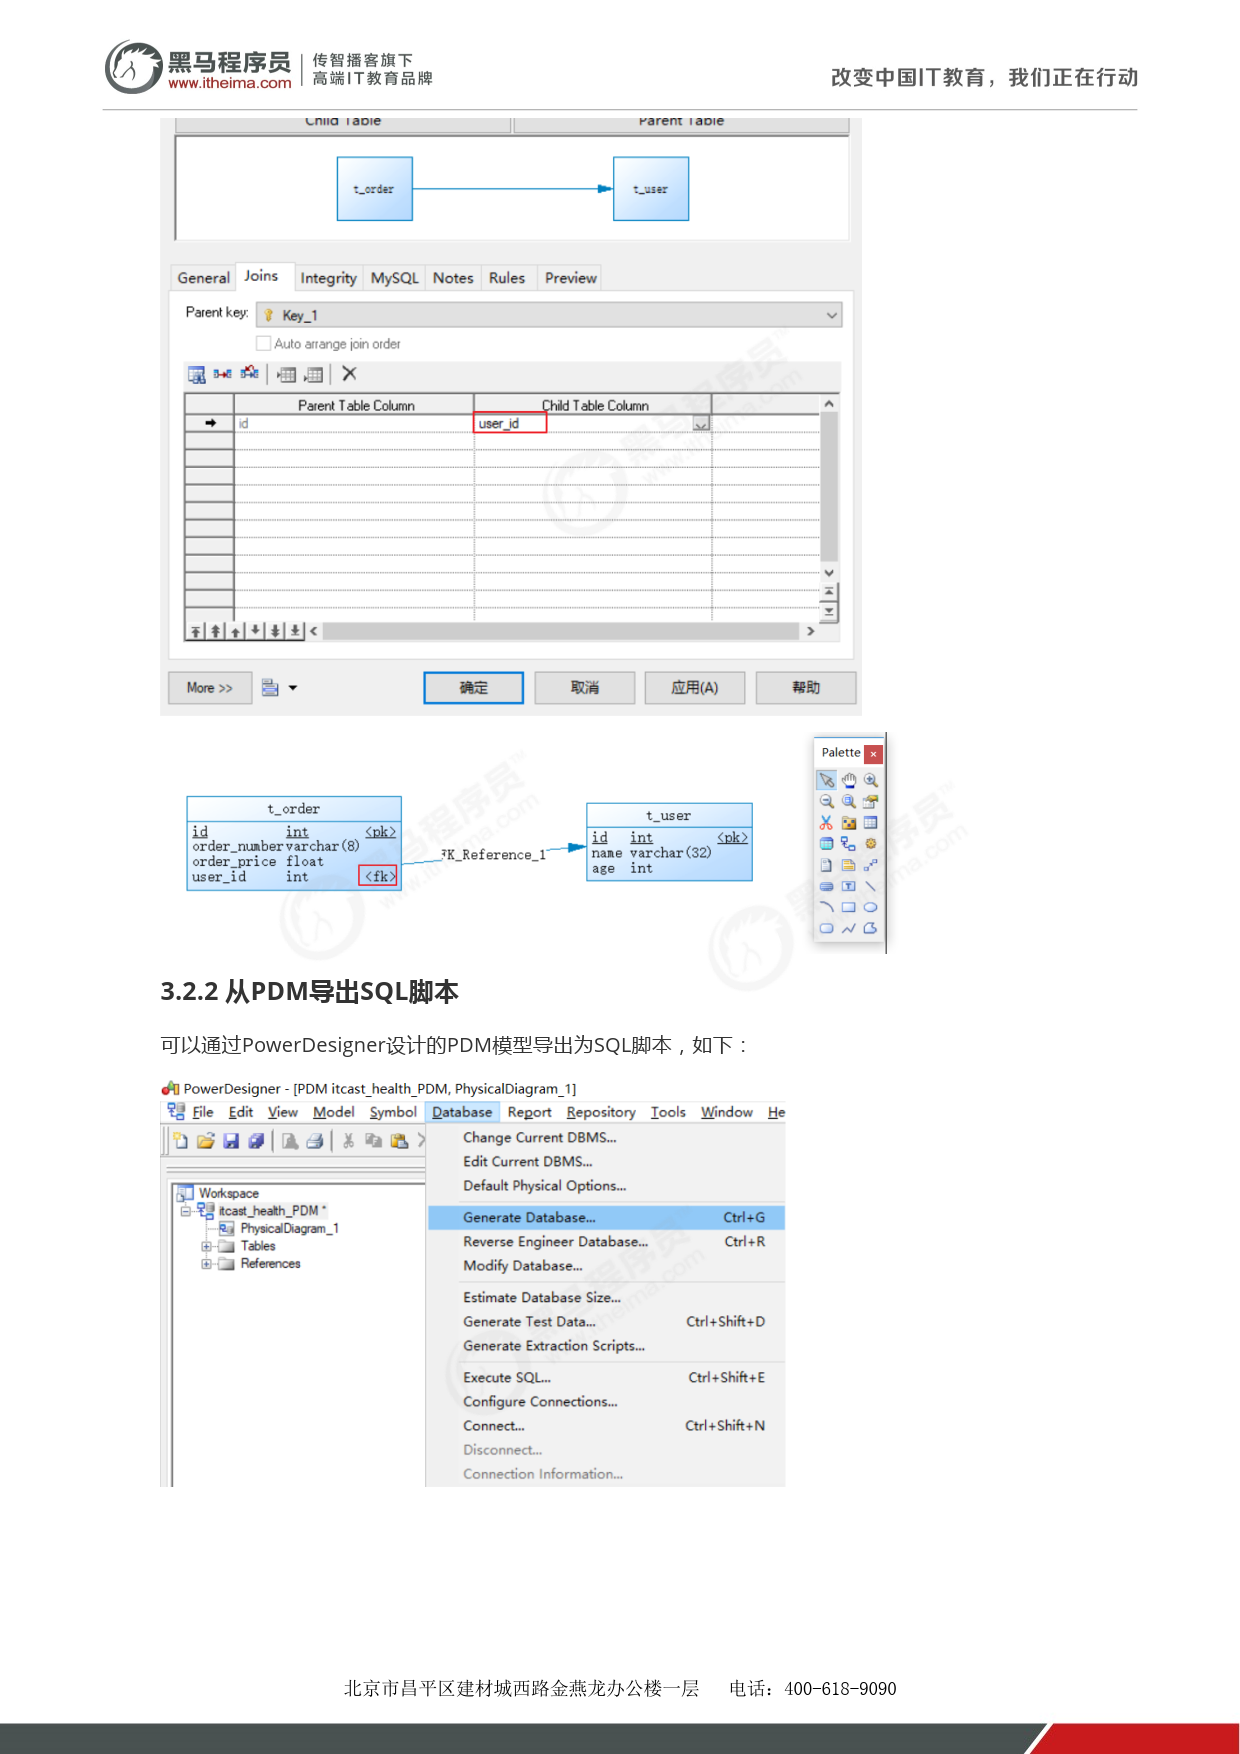 黑马程序员
www.itheima.com
传智播客旗下
高端IT教育品牌
改变中国IT教育，我们正在行动
Child Table
Parent Table
t_order
t_user
General Joins Integrity MySQL Notes Rules Preview
Parent key: Key_1
Auto arrange join order
Parent Table Column Child Table Column
id user_id
More >> 确定 取消 应用(A) 帮助
Palette
t_order
id int <pk>
order_number varchar(8)
order_price float
user_id int <fk>
FK_Reference_1
t_user
id int <pk>
name varchar(32)
age int
3.2.2 从PDM导出SQL脚本
可以通过PowerDesigner设计的PDM模型导出为SQL脚本，如下：
PowerDesigner - [PDM itcast_health_PDM, PhysicalDiagram_1]
File Edit View Model Symbol Database Report Repository Tools Window He
Workspace
itcast_health_PDM *
PhysicalDiagram_1
Tables
References
Change Current DBMS...
Edit Current DBMS...
Default Physical Options...
Generate Database... Ctrl+G
Reverse Engineer Database... Ctrl+R
Modify Database...
Estimate Database Size...
Generate Test Data... Ctrl+Shift+D
Generate Extraction Scripts...
Execute SQL... Ctrl+Shift+E
Configure Connections...
Connect... Ctrl+Shift+N
Disconnect...
Connection Information...
北京市昌平区建材城西路金燕龙办公楼一层 电话：400-618-9090